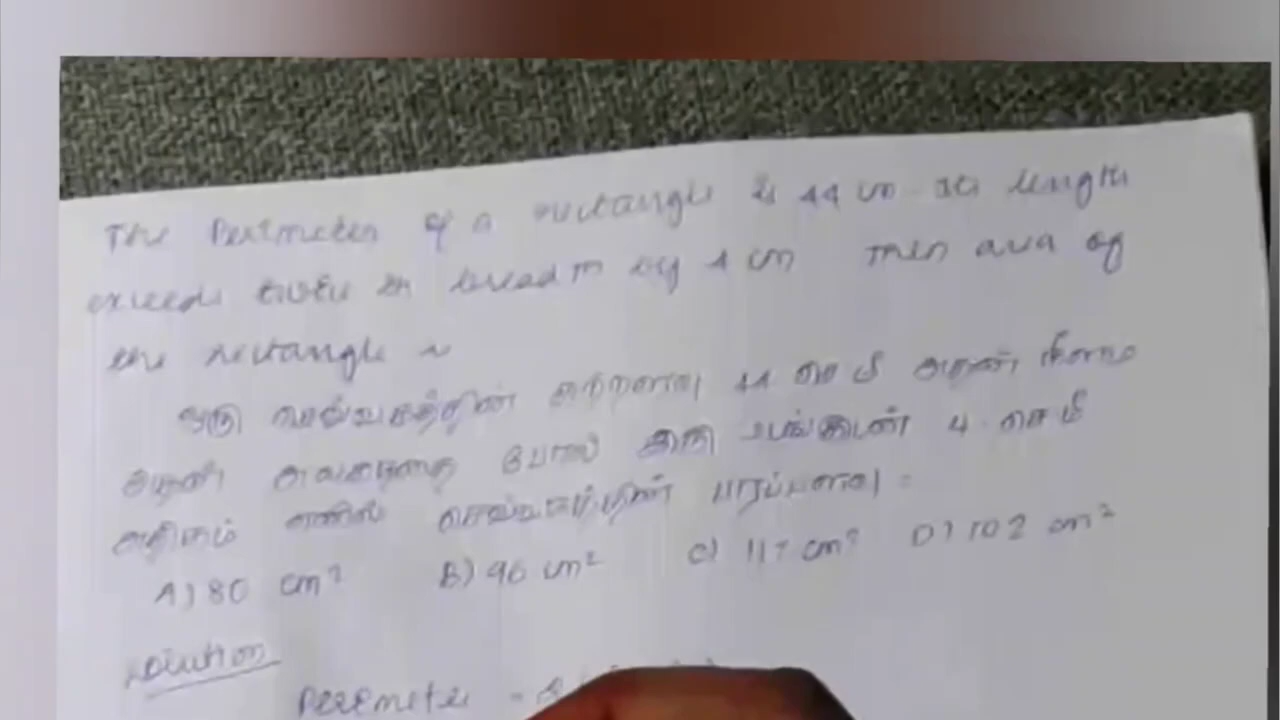 The Perimeter of a rectangle is 44 cm Its length
exceeds twice its breadth by 4 cm Then area of
the rectangle is
ஒரு செவ்வகத்தின் சுற்றளவு 44 செ மீ அதன் நீளம்
அதன் அகலத்தை போல இரு மடங்குடன் 4 செ மீ
அதிகம் எனில் செவ்வகத்தின் பரப்பளவு
A) 80 cm² B) 96 cm² C) cm² D) 102 cm²
Solution
Perimeter =